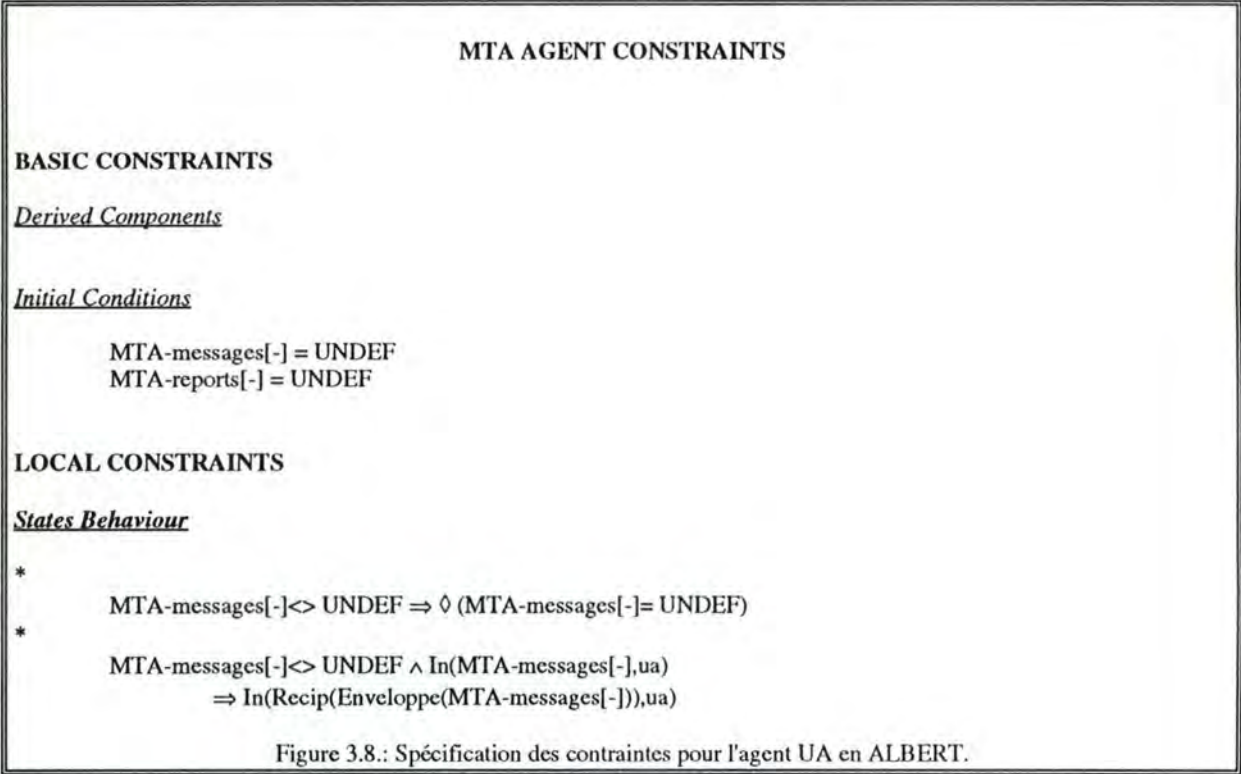 MTA AGENT CONSTRAINTS
BASIC CONSTRAINTS
Derived Components
Initial Conditions
MTA-messages[-] = UNDEF
MTA-reports[-] = UNDEF
LOCAL CONSTRAINTS
States Behaviour
*
MTA-messages[-]<> UNDEF ⇒ ◊ (MTA-messages[-]= UNDEF)
*
MTA-messages[-]<> UNDEF ∧ In(MTA-messages[-],ua)
⇒ In(Recip(Enveloppe(MTA-messages[-])),ua)
Figure 3.8.: Spécification des contraintes pour l'agent UA en ALBERT.